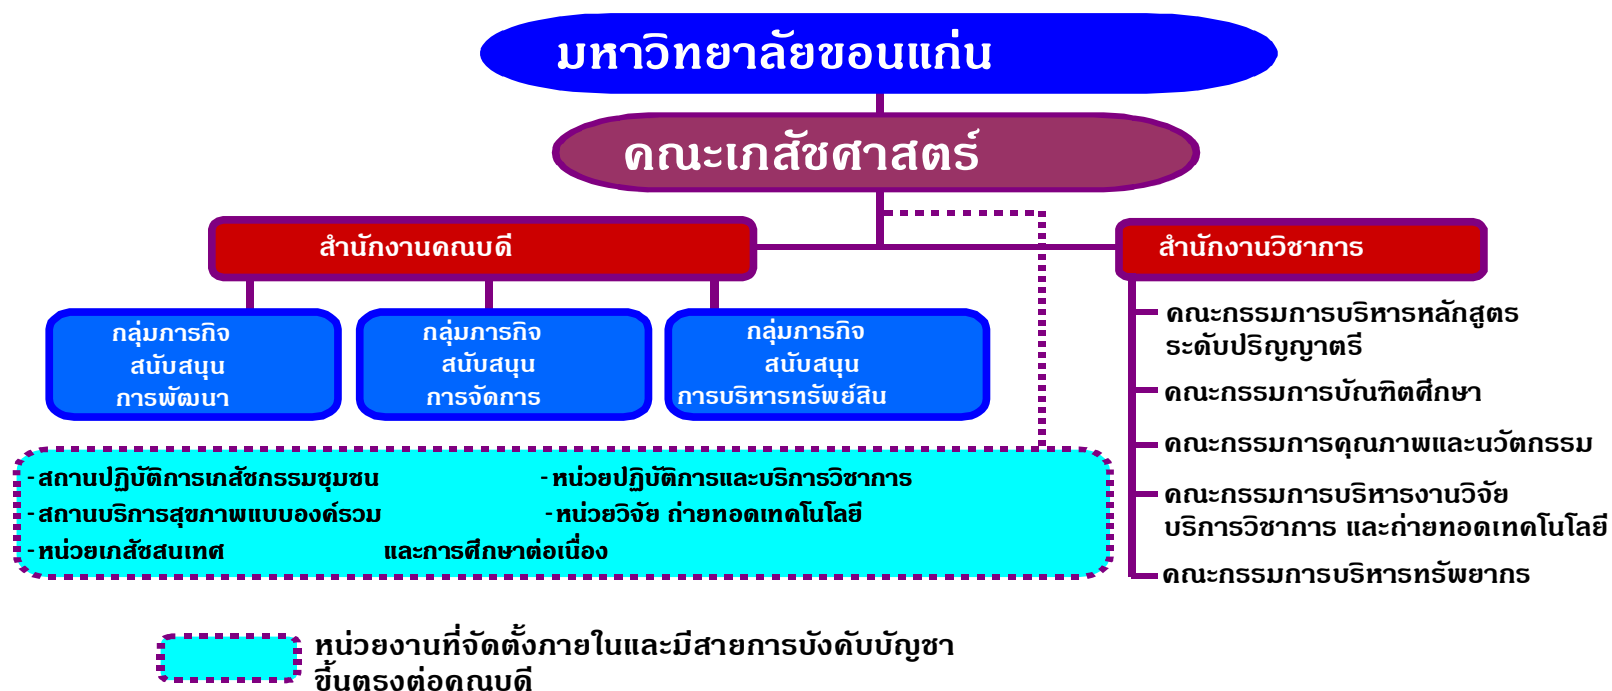 มหาวิทยาลัยขอนแก่น
คณะเภสัชศาสตร์
สำนักงานคณบดี
สำนักงานวิชาการ
กลุ่มภารกิจ
สนับสนุน
การพัฒนา
กลุ่มภารกิจ
สนับสนุน
การจัดการ
กลุ่มภารกิจ
สนับสนุน
การบริหารทรัพย์สิน
คณะกรรมการบริหารหลักสูตร
ระดับปริญญาตรี
คณะกรรมการบัณฑิตศึกษา
คณะกรรมการคุณภาพและนวัตกรรม
คณะกรรมการบริหารงานวิจัย
บริการวิชาการ และถ่ายทอดเทคโนโลยี
คณะกรรมการบริหารทรัพยากร
-สถานปฏิบัติการเภสัชกรรมชุมชน -หน่วยปฏิบัติการและบริการวิชาการ
-สถานบริการสุขภาพแบบองค์รวม -หน่วยวิจัย ถ่ายทอดเทคโนโลยี
-หน่วยเภสัชสนเทศ และการศึกษาต่อเนื่อง
หน่วยงานที่จัดตั้งภายในและมีสายการบังคับบัญชา
ขึ้นตรงต่อคณบดี